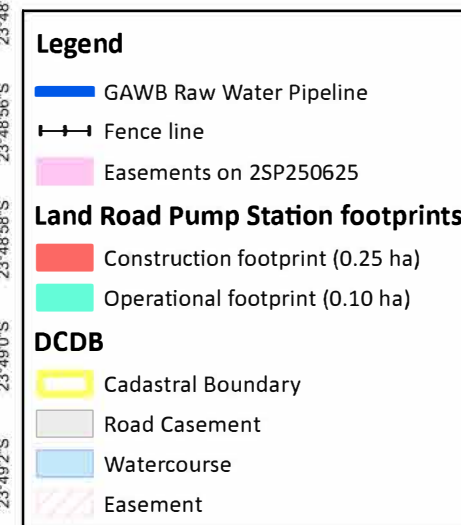 Legend
GAWB Raw Water Pipeline
Fence line
Easements on 2SP250625
Land Road Pump Station footprints
Construction footprint (0.25 ha)
Operational footprint (0.10 ha)
DCDB
Cadastral Boundary
Road Casement
Watercourse
Easement
23°48'56"S
23°48'58"S
23°49'0"S
23°49'2"S